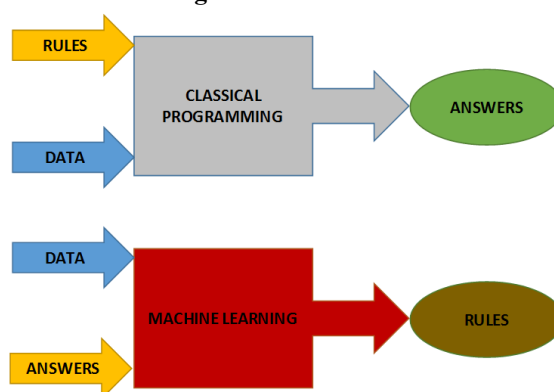 RULES
CLASSICAL
PROGRAMMING
ANSWERS
DATA
DATA
MACHINE LEARNING
RULES
ANSWERS